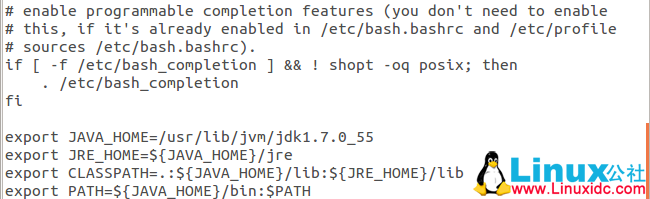 # enable programmable completion features (you don't need to enable
# this, if it's already enabled in /etc/bash.bashrc and /etc/profile
# sources /etc/bash.bashrc).
if [ -f /etc/bash_completion ] && ! shopt -oq posix; then
    . /etc/bash_completion
fi

export JAVA_HOME=/usr/lib/jvm/jdk1.7.0_55
export JRE_HOME=${JAVA_HOME}/jre
export CLASSPATH=.:${JAVA_HOME}/lib:${JRE_HOME}/lib
export PATH=${JAVA_HOME}/bin:$PATH
Linux公社
www.Linuxidc.com